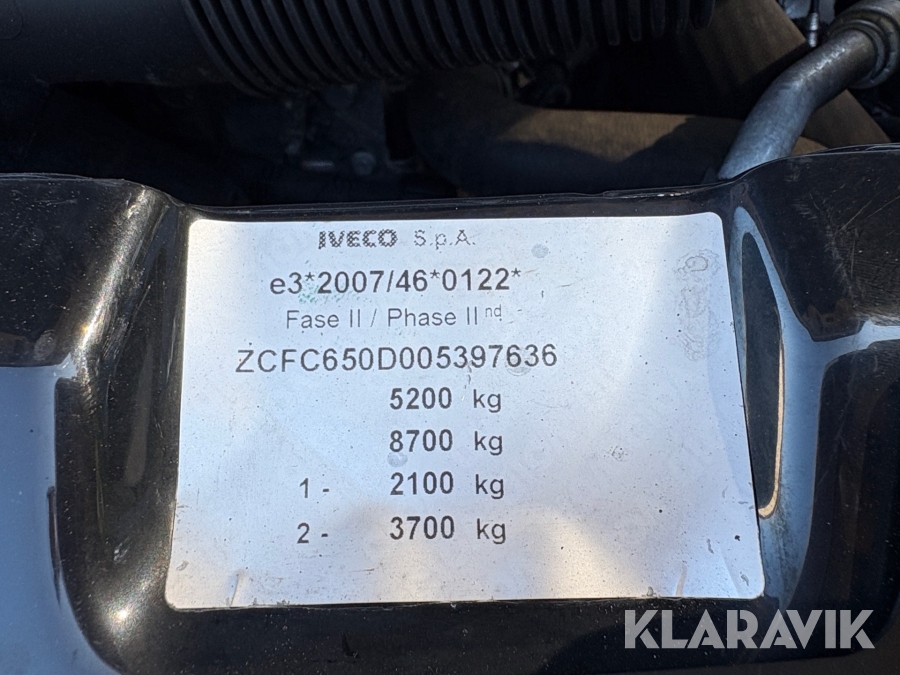 IVECO S.p.A.
e3*2007/46*0122*
Fase II / Phase II nd
ZCFC650D005397636
5200 kg
8700 kg
1 - 2100 kg
2 - 3700 kg
KLARAVIK